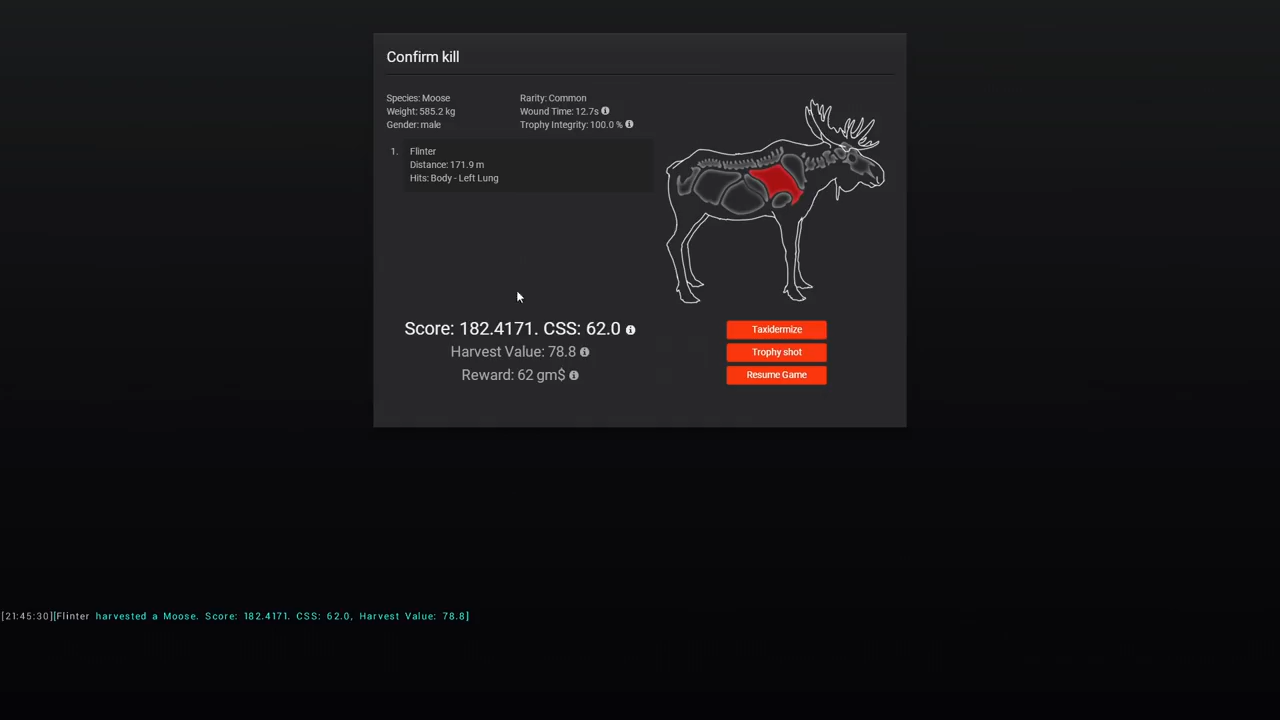 Confirm kill
Species: Moose
Weight: 585.2 kg
Gender: male
Rarity: Common
Wound Time: 12.7s
Trophy Integrity: 100.0 %
1. Flinter
Distance: 171.9 m
Hits: Body - Left Lung
Score: 182.4171. CSS: 62.0
Harvest Value: 78.8
Reward: 62 gm$
Taxidermize
Trophy shot
Resume Game
[21:45:30][Flinter harvested a Moose. Score: 182.4171. CSS: 62.0, Harvest Value: 78.8]